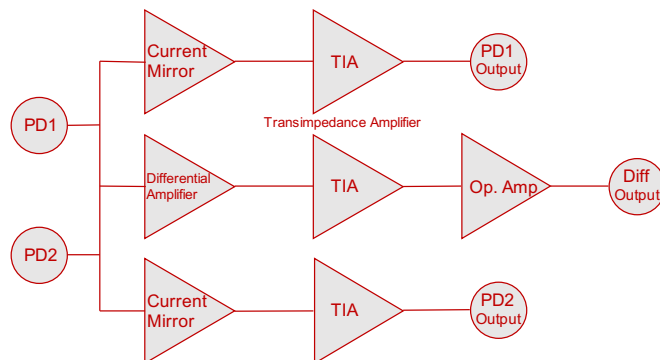 Current
Mirror
TIA
PD1
Output
Transimpedance Amplifier
PD1
Differential
Amplifier
TIA
Op. Amp
Diff
Output
PD2
Current
Mirror
TIA
PD2
Output